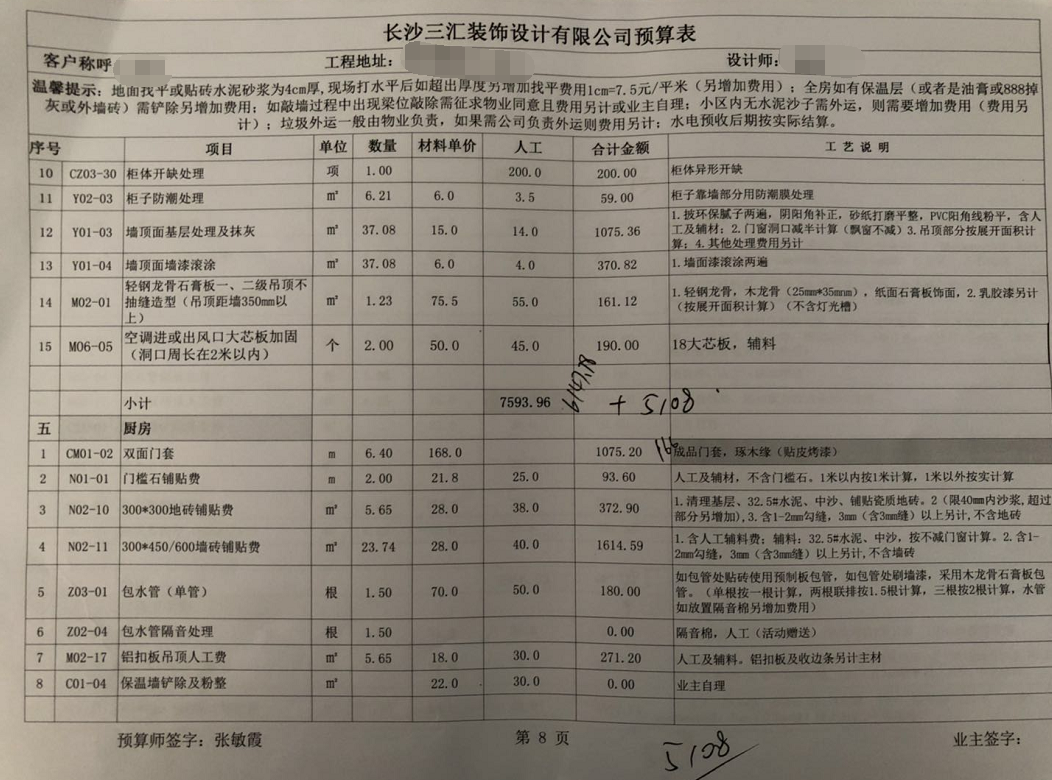 长沙三汇装饰设计有限公司预算表
客户称呼 工程地址： 设计师：
温馨提示：地面找平或贴砖水泥砂浆为4cm厚，现场打水平后如超出厚度另增加找平费用1cm=7.5元/平米（另增加费用）；全房如有保温层（或者是油膏或888掉
灰或外墙砖）需铲除另增加费用；如敲墙过程中出现梁位敲除需征求物业同意且费用另计或业主自理；小区内无水泥沙子需外运，则需要增加费用（费用另
计）；垃圾外运一般由物业负责，如果需公司负责外运则费用另计；水电预收后期按实际结算。
序号 项目 单位 数量 材料单价 人工 合计金额 工艺说明
10 CZ03-30 柜体开缺处理 项 1.00 200.0 200.00 柜体异形开缺
11 Y02-03 柜子防潮处理 m² 6.21 6.0 3.5 59.00 柜子靠墙部分用防潮膜处理
12 Y01-03 墙顶面基层处理及抹灰 m² 37.08 15.0 14.0 1075.36 1.披环保腻子两遍，阴阳角补正，砂纸打磨平整，PVC阳角线粉平，含人
工及辅材；2.门窗洞口减半计算（飘窗不减）3.吊顶部分按展开面积计
算；4.其他处理费用另计
13 Y01-04 墙顶面墙漆滚涂 m² 37.08 6.0 4.0 370.82 1.墙面漆滚涂两遍
14 M02-01 轻钢龙骨石膏板一、二级吊顶不
抽缝造型（吊顶距墙350mm以
上） m² 1.23 75.5 55.0 161.12 1.轻钢龙骨，木龙骨（25mm*35mnm），纸面石膏板饰面，2.乳胶漆另计
（按展开面积计算）（不含灯光槽）
15 M06-05 空调进或出风口大芯板加固
（洞口周长在2米以内） 个 2.00 50.0 45.0 190.00 18大芯板，辅料
小计 7593.96 + 5108
五 厨房
1 CM01-02 双面门套 m 6.40 168.0 1075.20 成品门套，琢木缘（贴皮烤漆）
2 N01-01 门槛石铺贴费 m 2.00 21.8 25.0 93.60 人工及辅材，不含门槛石。1米以内按1米计算，1米以外按实计算
3 N02-10 300*300地砖铺贴费 m² 5.65 28.0 38.0 372.90 1.清理基层、32.5#水泥、中沙、铺贴瓷质地砖。2（限40mm内沙浆，超过
部分另增加），3.含1-2mm勾缝，3mm（含3mm缝）以上另计，不含地砖
4 N02-11 300*450/600墙砖铺贴费 m² 23.74 28.0 40.0 1614.59 1.含人工辅料费；辅料：32.5#水泥、中沙，按不减门窗计算。2.含1-
2mm勾缝，3mm（含3mm缝）以上另计，不含墙砖
5 Z03-01 包水管（单管） 根 1.50 70.0 50.0 180.00 如包管处贴砖使用预制板包管，如包管处刷墙漆，采用木龙骨石膏板包
管。（单根按一根计算，两根联排按1.5根计算，三根按2根计算，水管
如放置隔音棉另增加费用）
6 Z02-04 包水管隔音处理 根 1.50 0.00 隔音棉，人工（活动赠送）
7 M02-17 铝扣板吊顶人工费 m² 5.65 18.0 30.0 271.20 人工及辅料。铝扣板及收边条另计主材
8 C01-04 保温墙铲除及粉整 m² 22.0 30.0 0.00 业主自理
预算师签字：张敏霞 第 8 页 5108 业主签字：